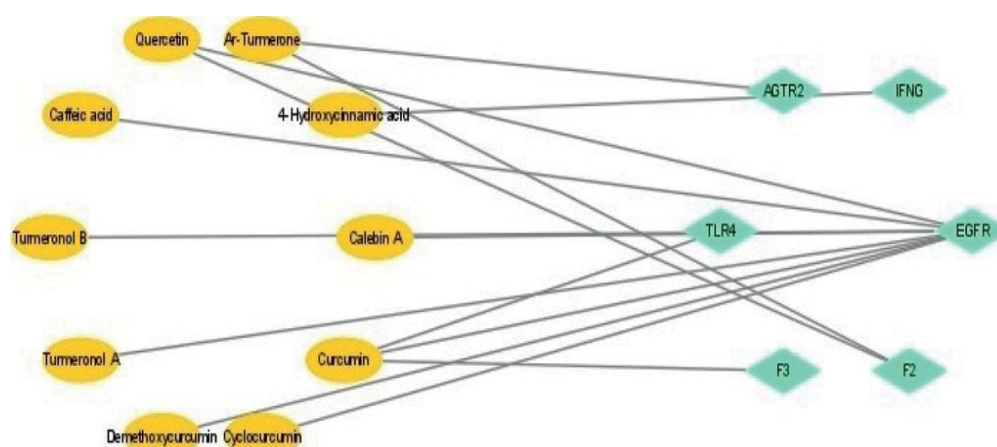 Quercetin
Ar-Turmerone
AGTR2
IFNG
Caffeic acid
4-Hydroxycinnamic acid
Turmeronol B
Calebin A
TLR4
EGFR
Turmeronol A
Curcumin
F3
F2
Demethoxycurcumin
Cyclocurcumin